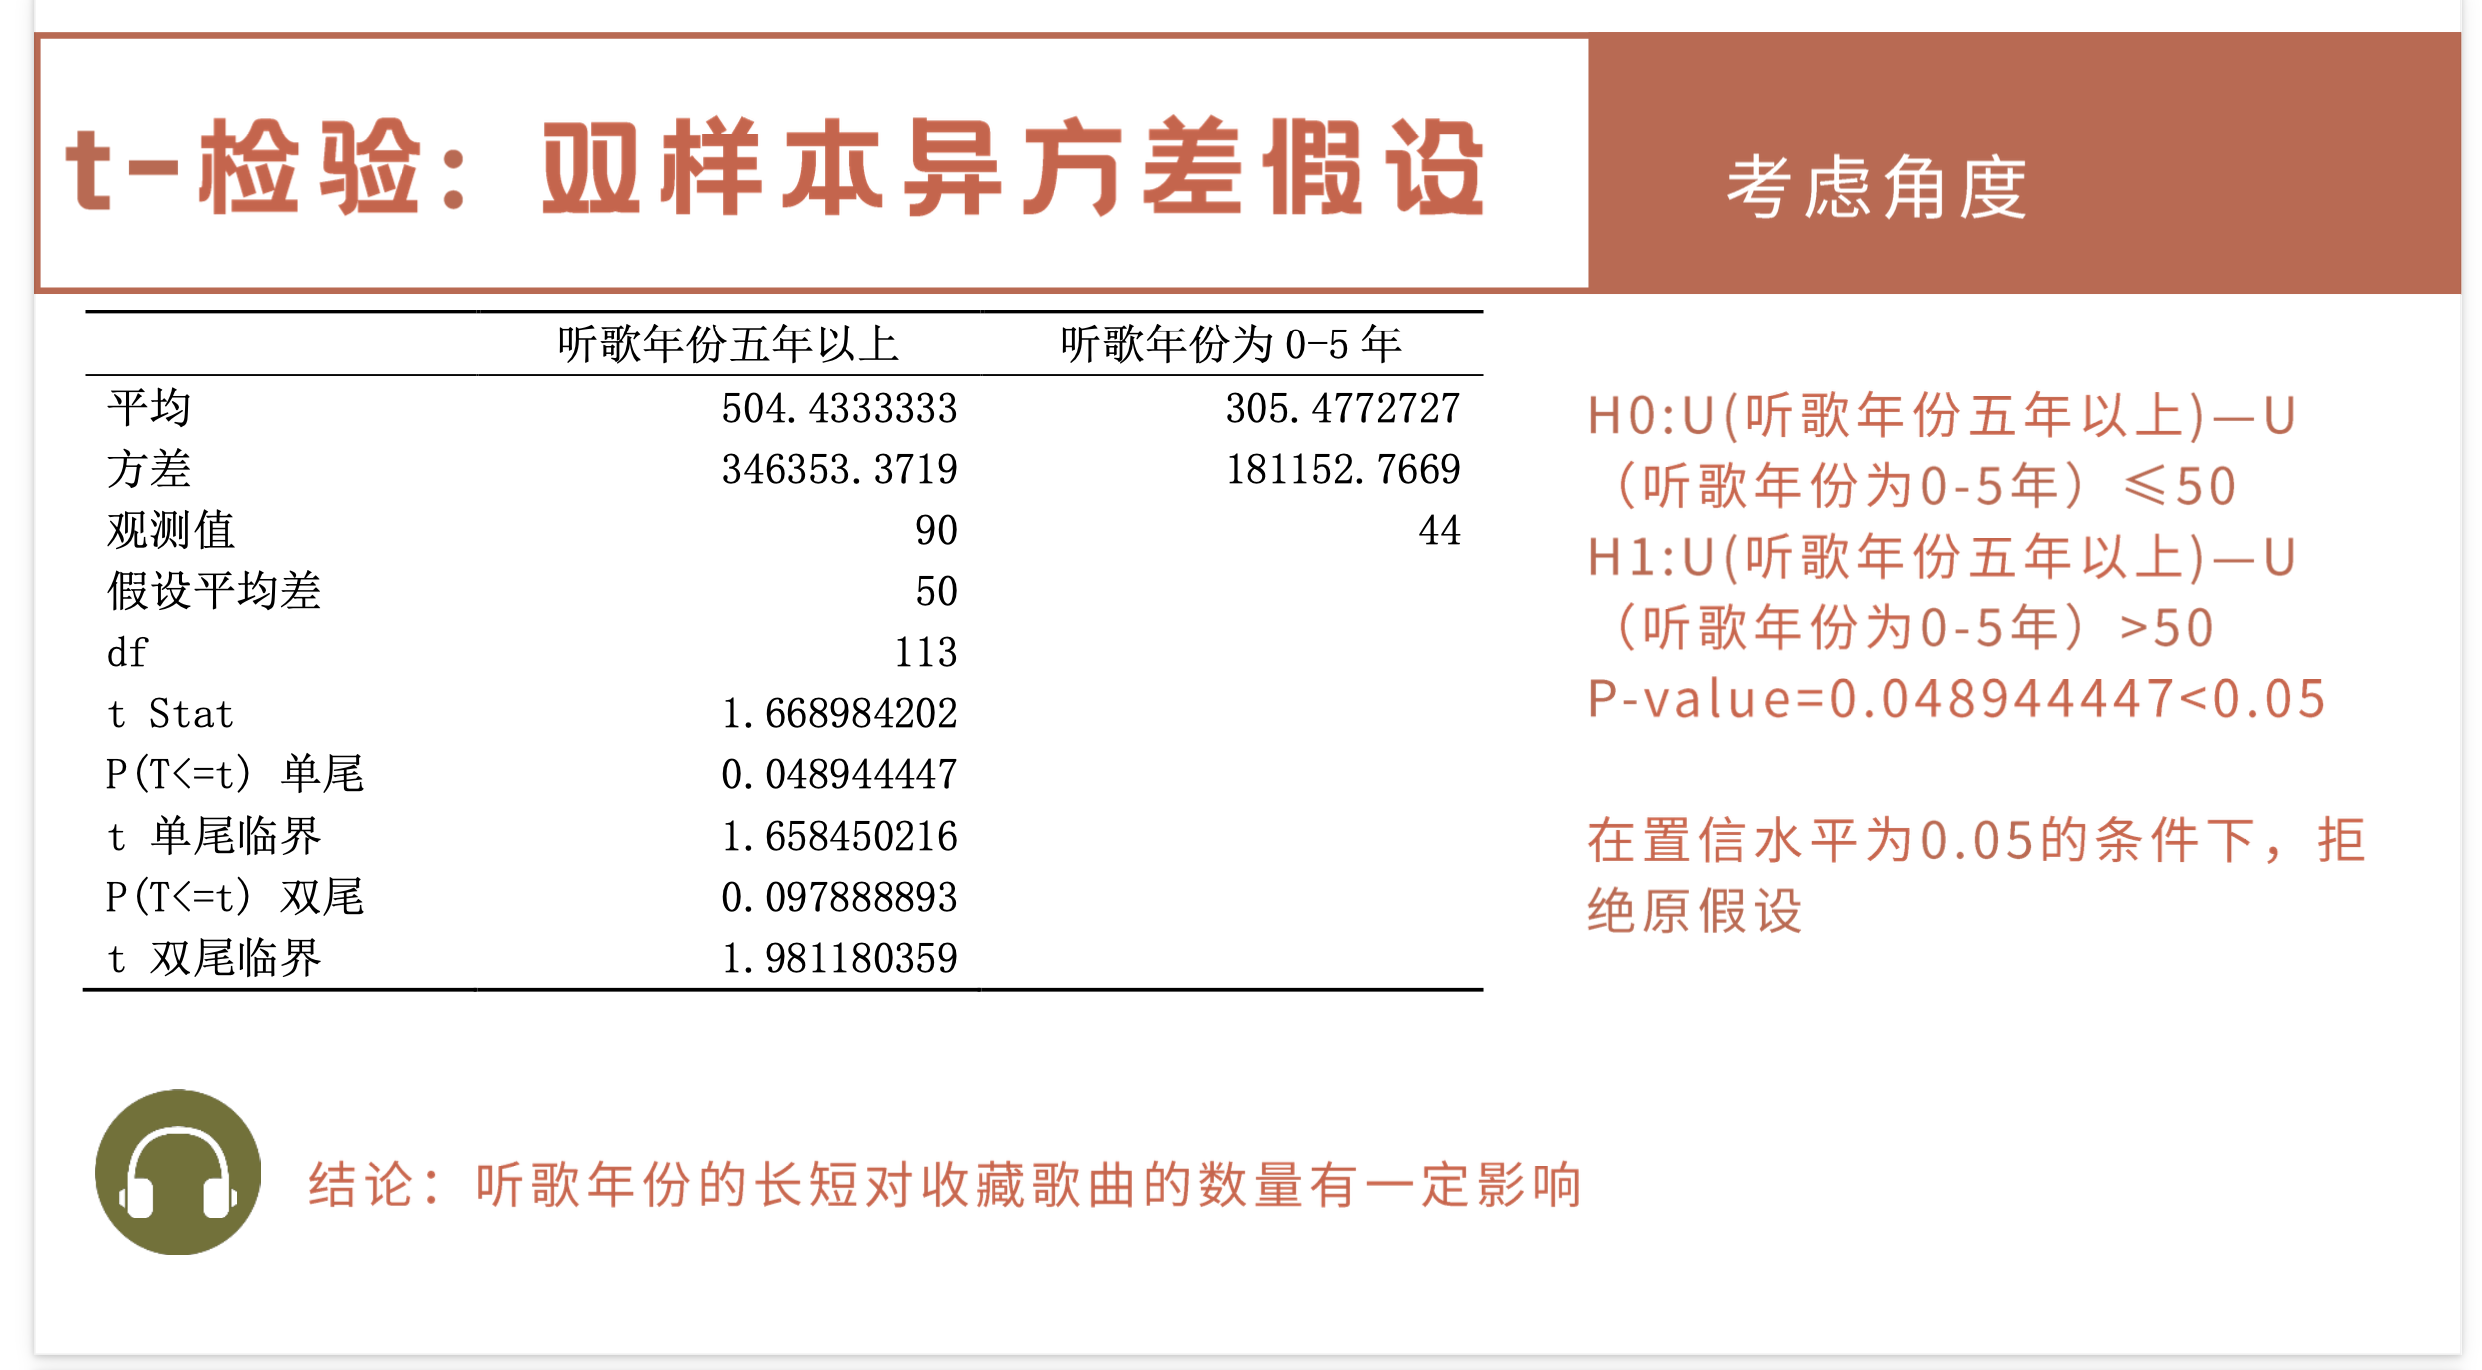 t-检验：双样本异方差假设
考虑角度
听歌年份五年以上 听歌年份为 0-5 年
平均 504.4333333 305.4772727
方差 346353.3719 181152.7669
观测值 90 44
假设平均差 50
df 113
t Stat 1.668984202
P(T<=t) 单尾 0.048944447
t 单尾临界 1.658450216
P(T<=t) 双尾 0.097888893
t 双尾临界 1.981180359
H0:U(听歌年份五年以上)—U
（听歌年份为0-5年）≤50
H1:U(听歌年份五年以上)—U
（听歌年份为0-5年）>50
P-value=0.048944447<0.05
在置信水平为0.05的条件下，拒
绝原假设
结论：听歌年份的长短对收藏歌曲的数量有一定影响